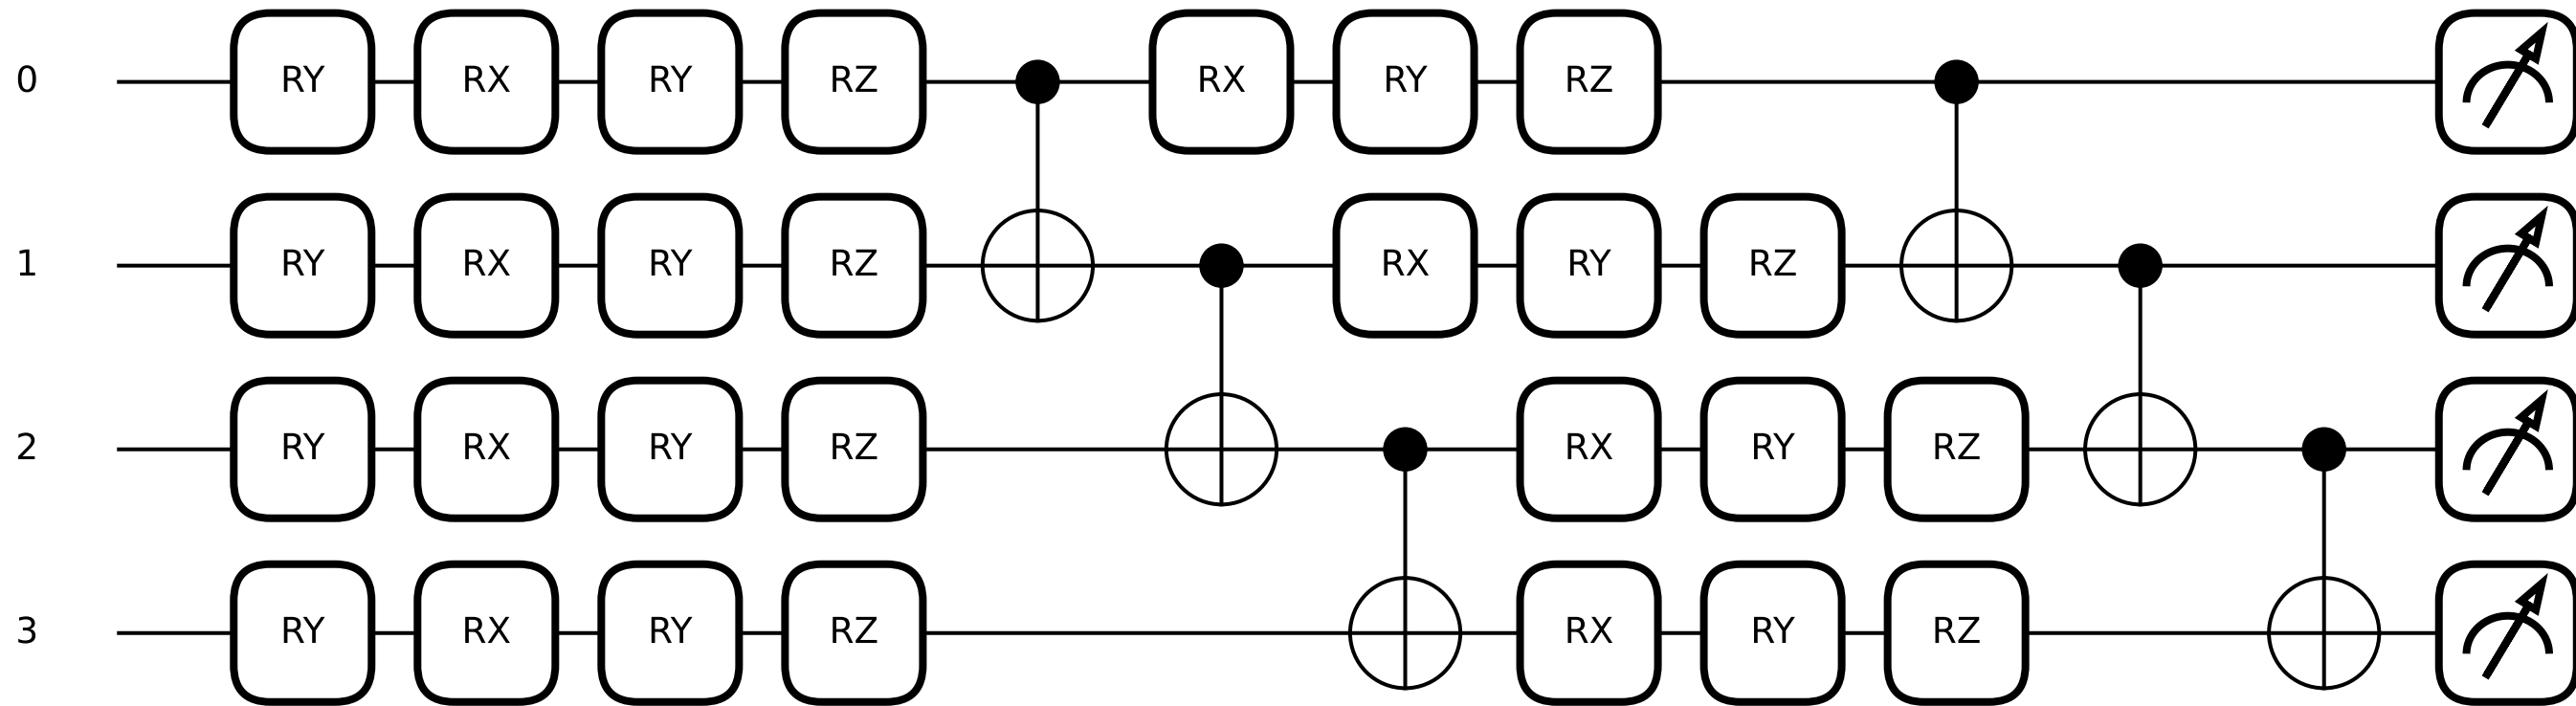 0 RY RX RY RZ RX RY RZ
1 RY RX RY RZ RX RY RZ
2 RY RX RY RZ RX RY RZ
3 RY RX RY RZ RX RY RZ